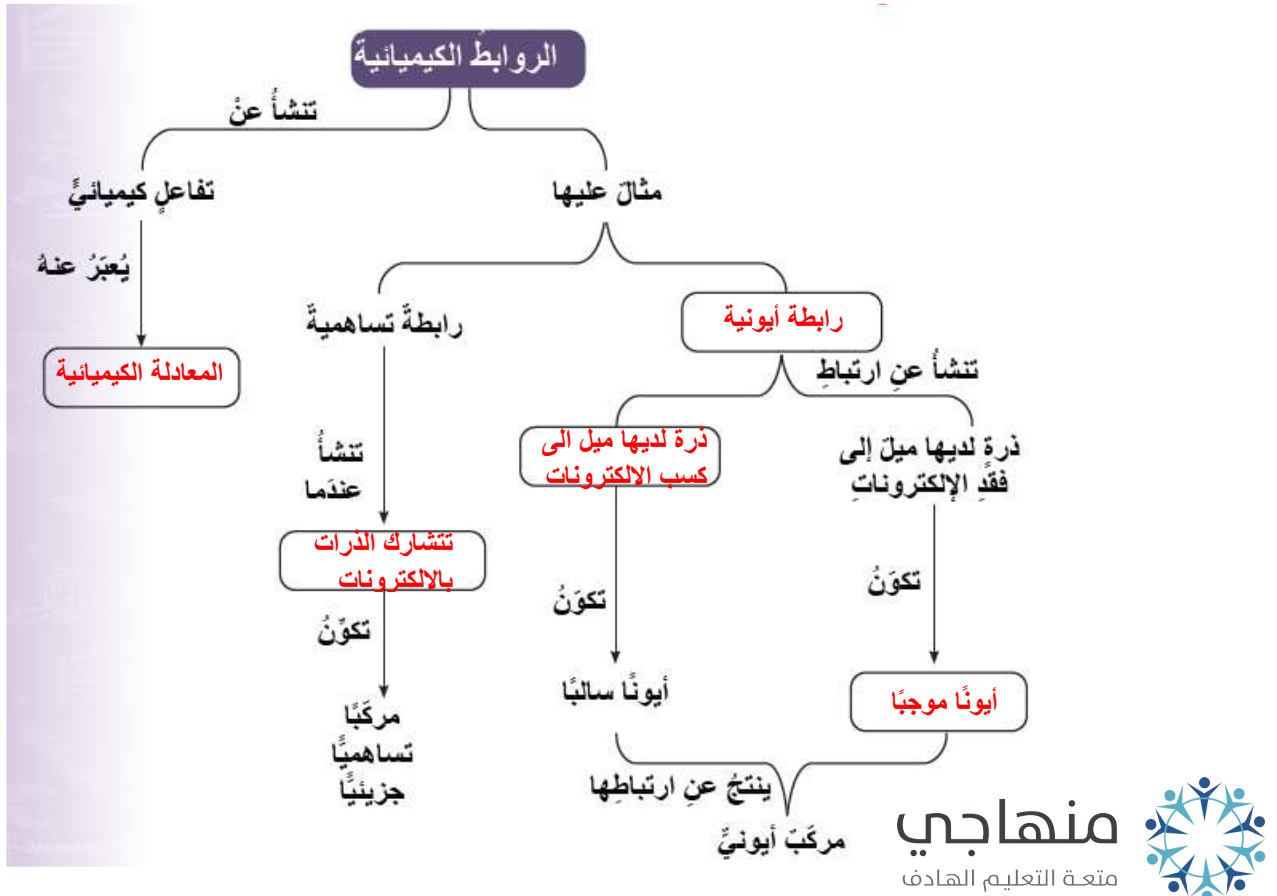 الروابطُ الكيميائية
تنشأُ عنْ
مثالٌ عليها
تفاعلٍ كيميائيٍّ
يُعبَرُ عنهُ
المعادلة الكيميائية
رابطة أيونية
رابطةٌ تساهميةٌ
تنشأُ عنِ ارتباطِ
ذرةٍ لديها ميلٌ إلى
فقدِ الإلكتروناتِ
ذرة لديها ميل الى
كسب الالكترونات
تنشأُ
عندَما
تتشارك الذرات
بالالكترونات
تكوَنُ
تكوَنُ
تكوِّنُ
أيونًا موجبًا
أيونًا سالبًا
مركَبًا
تساهميًّا
جزيئيًّا
ينتجُ عنِ ارتباطِها
مركَبٌ أيونيٌّ
منهاجي
متعة التعليم الهادف